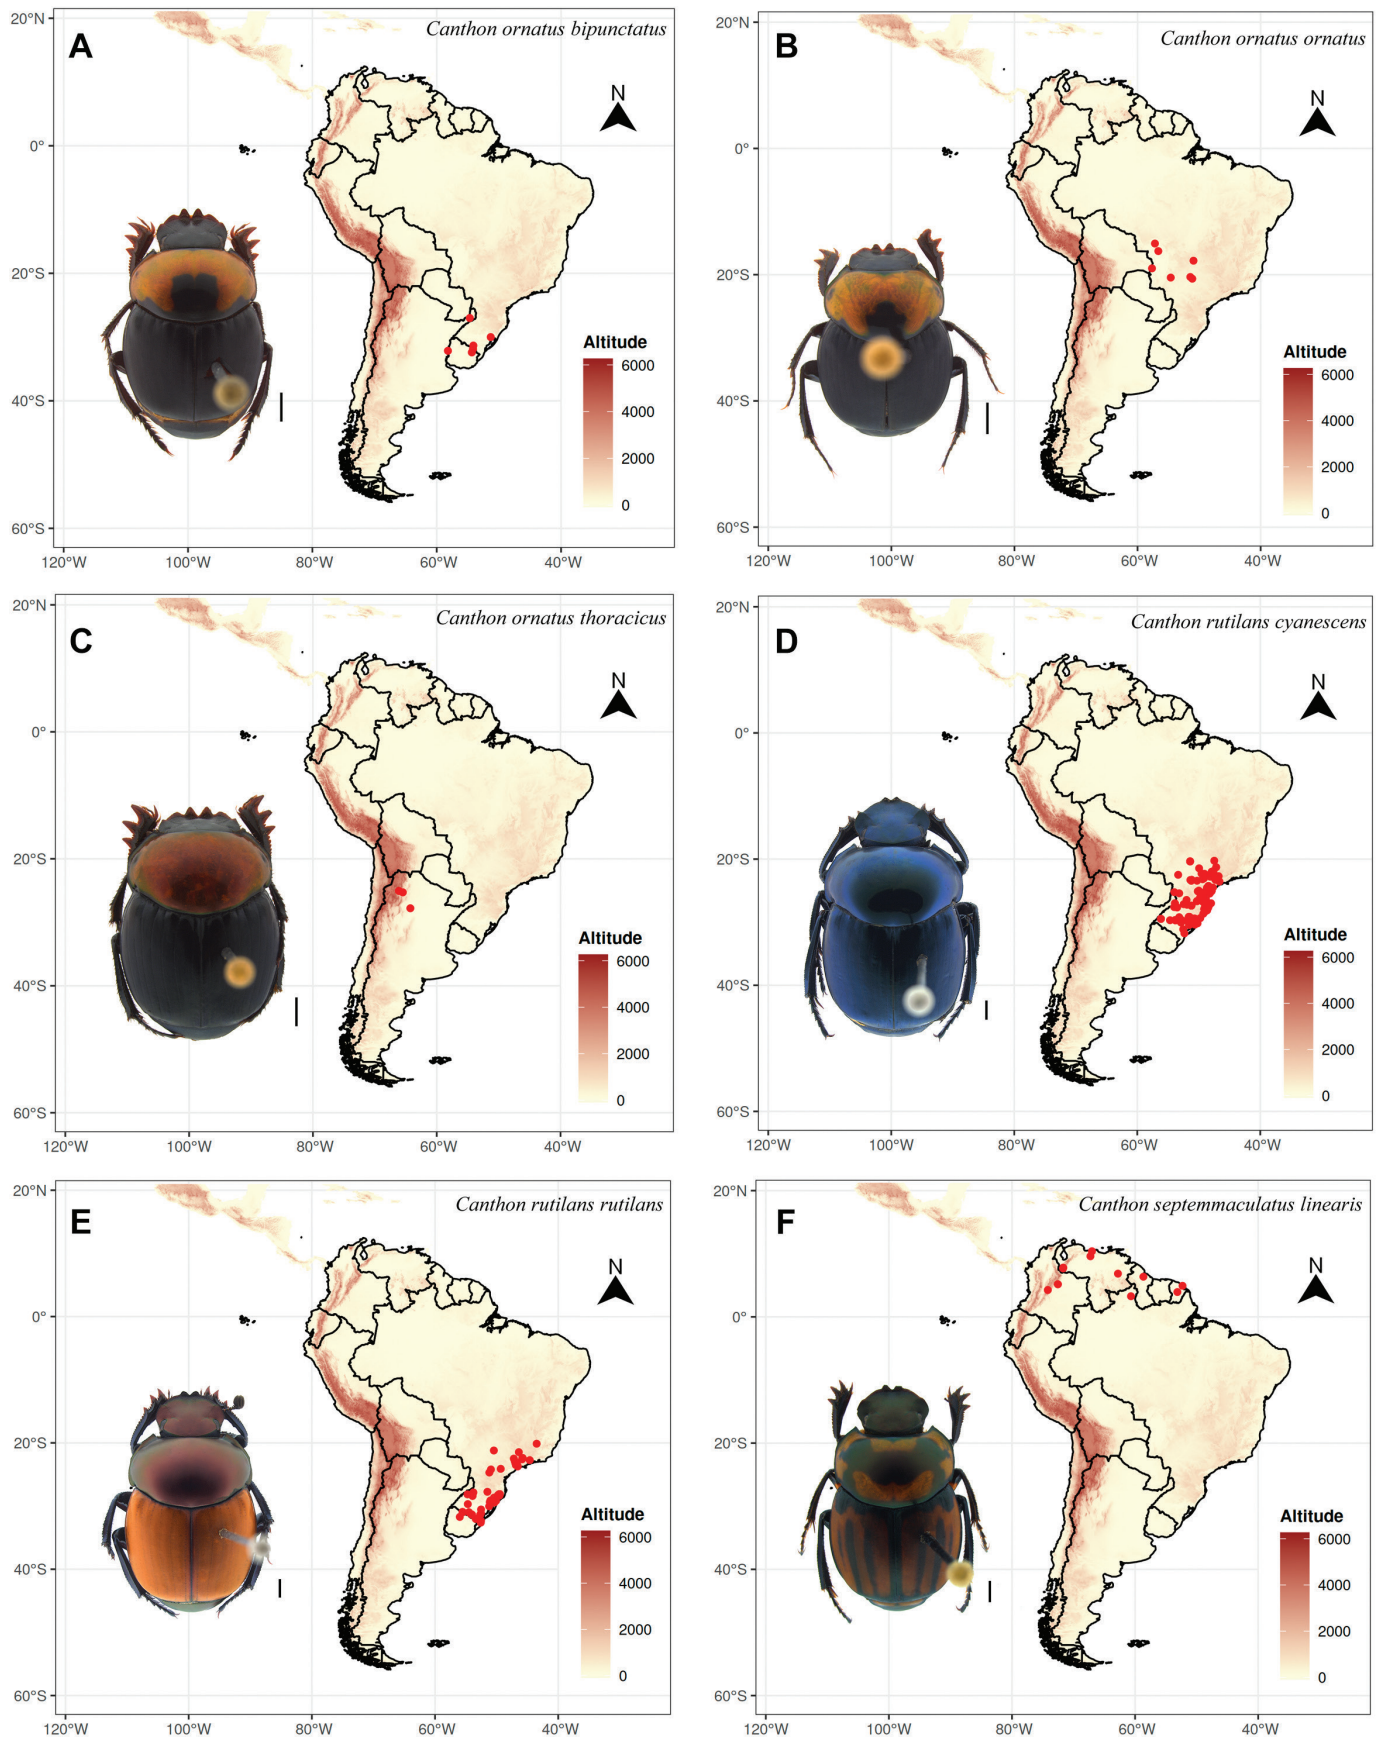 A
Canthon ornatus bipunctatus
N
20°N
0°
20°S
40°S
60°S
120°W
100°W
80°W
60°W
40°W
Altitude
6000
4000
2000
0
B
Canthon ornatus ornatus
N
20°N
0°
20°S
40°S
60°S
120°W
100°W
80°W
60°W
40°W
Altitude
6000
4000
2000
0
C
Canthon ornatus thoracicus
N
20°N
0°
20°S
40°S
60°S
120°W
100°W
80°W
60°W
40°W
Altitude
6000
4000
2000
0
D
Canthon rutilans cyanescens
N
20°N
0°
20°S
40°S
60°S
120°W
100°W
80°W
60°W
40°W
Altitude
6000
4000
2000
0
E
Canthon rutilans rutilans
N
20°N
0°
20°S
40°S
60°S
120°W
100°W
80°W
60°W
40°W
Altitude
6000
4000
2000
0
F
Canthon septemmaculatus linearis
N
20°N
0°
20°S
40°S
60°S
120°W
100°W
80°W
60°W
40°W
Altitude
6000
4000
2000
0